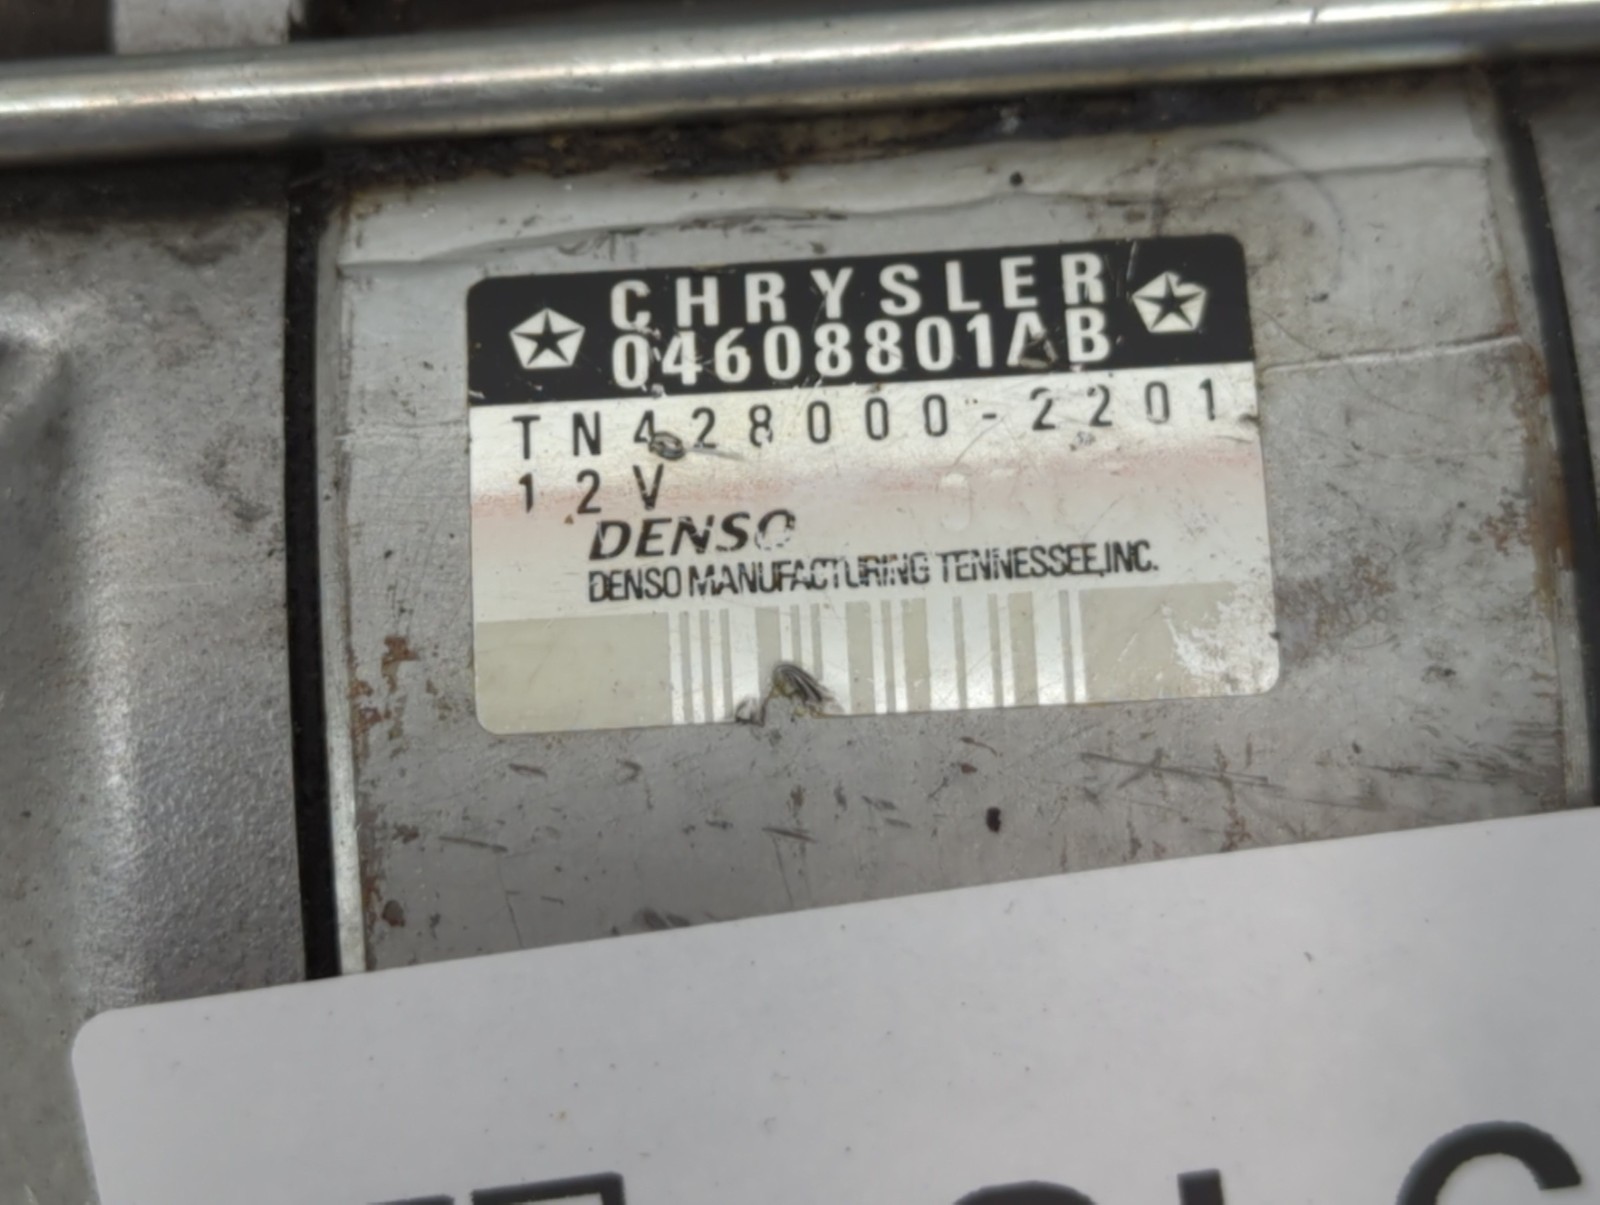 CHRYSLER
04608801AB
TN428000-2201
12V
DENSO
DENSO MANUFACTURING TENNESSEE,INC.